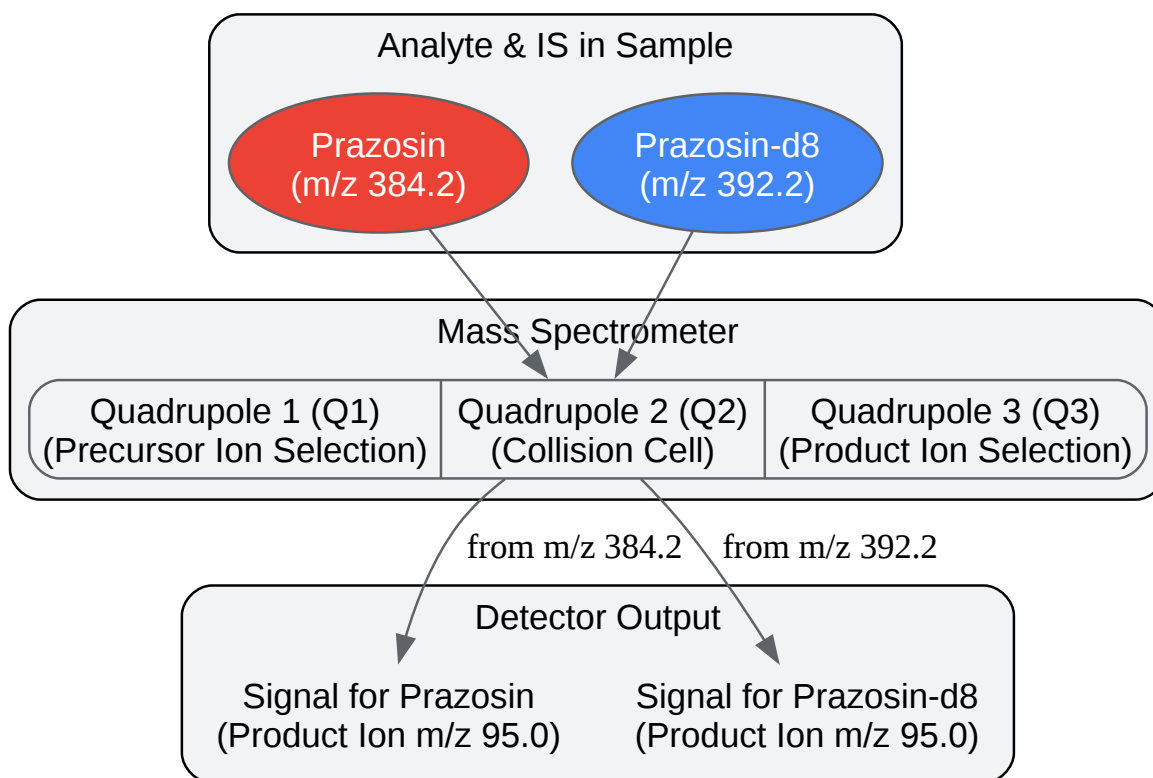 Analyte & IS in Sample
Prazosin
(m/z 384.2)
Prazosin-d8
(m/z 392.2)
Mass Spectrometer
Quadrupole 1 (Q1)
(Precursor Ion Selection)
Quadrupole 2 (Q2)
(Collision Cell)
Quadrupole 3 (Q3)
(Product Ion Selection)
from m/z 384.2
from m/z 392.2
Detector Output
Signal for Prazosin
(Product Ion m/z 95.0)
Signal for Prazosin-d8
(Product Ion m/z 95.0)